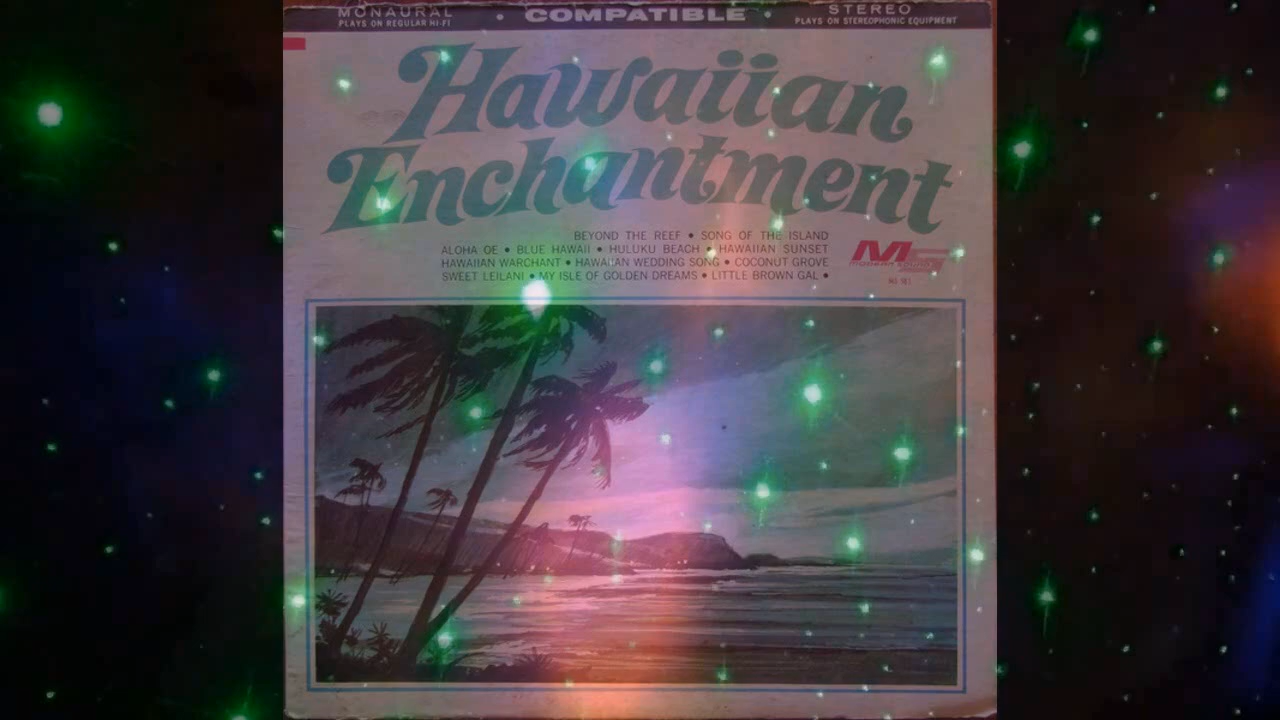 MONAURAL • COMPATIBLE • STEREO
PLAYS ON REGULAR HI-FI PLAYS ON STEREOPHONIC EQUIPMENT
Hawaiian
Enchantment
BEYOND THE REEF • SONG OF THE ISLAND
ALOHA OE • BLUE HAWAII • HULUKU BEACH • HAWAIIAN SUNSET
HAWAIIAN WARCHANT • HAWAIIAN WEDDING SONG • COCONUT GROVE
SWEET LEILANI • MY ISLE OF GOLDEN DREAMS • LITTLE BROWN GAL •
MS